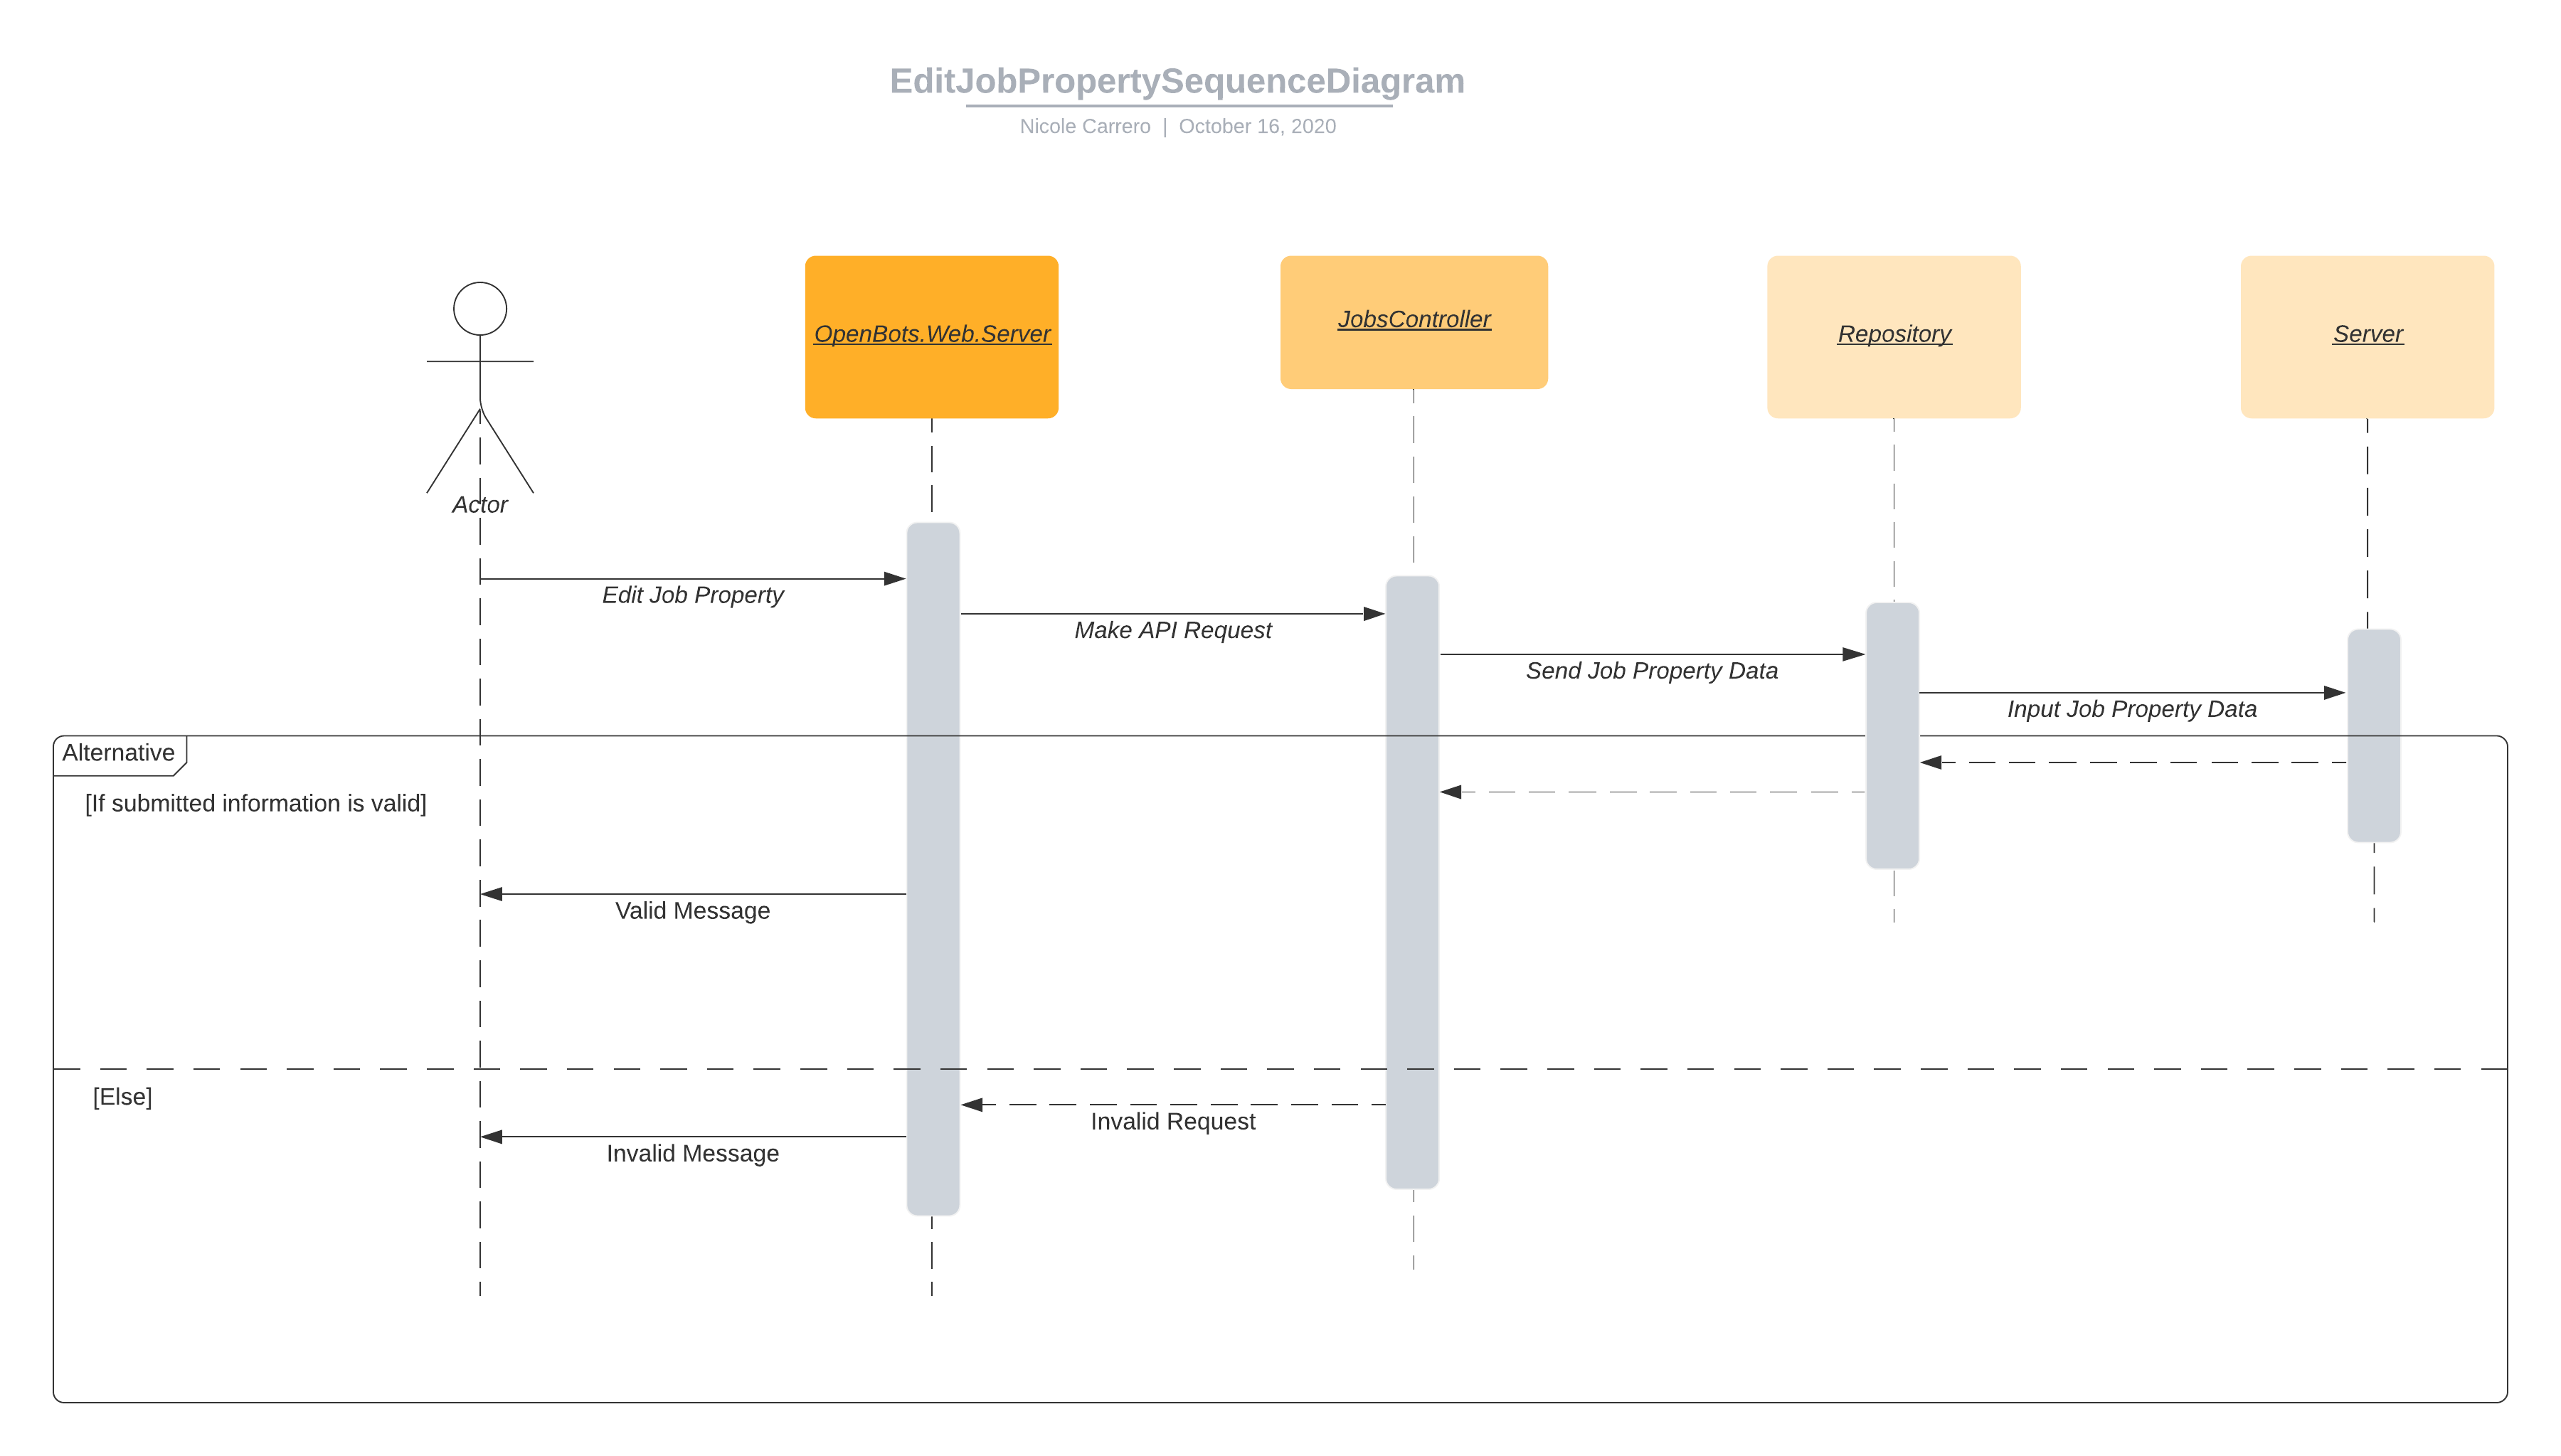 EditJobPropertySequenceDiagram
Nicole Carrero | October 16, 2020
OpenBots.Web.Server
JobsController
Repository
Server
Actor
Edit Job Property
Make API Request
Send Job Property Data
Input Job Property Data
Alternative
[If submitted information is valid]
Valid Message
[Else]
Invalid Request
Invalid Message